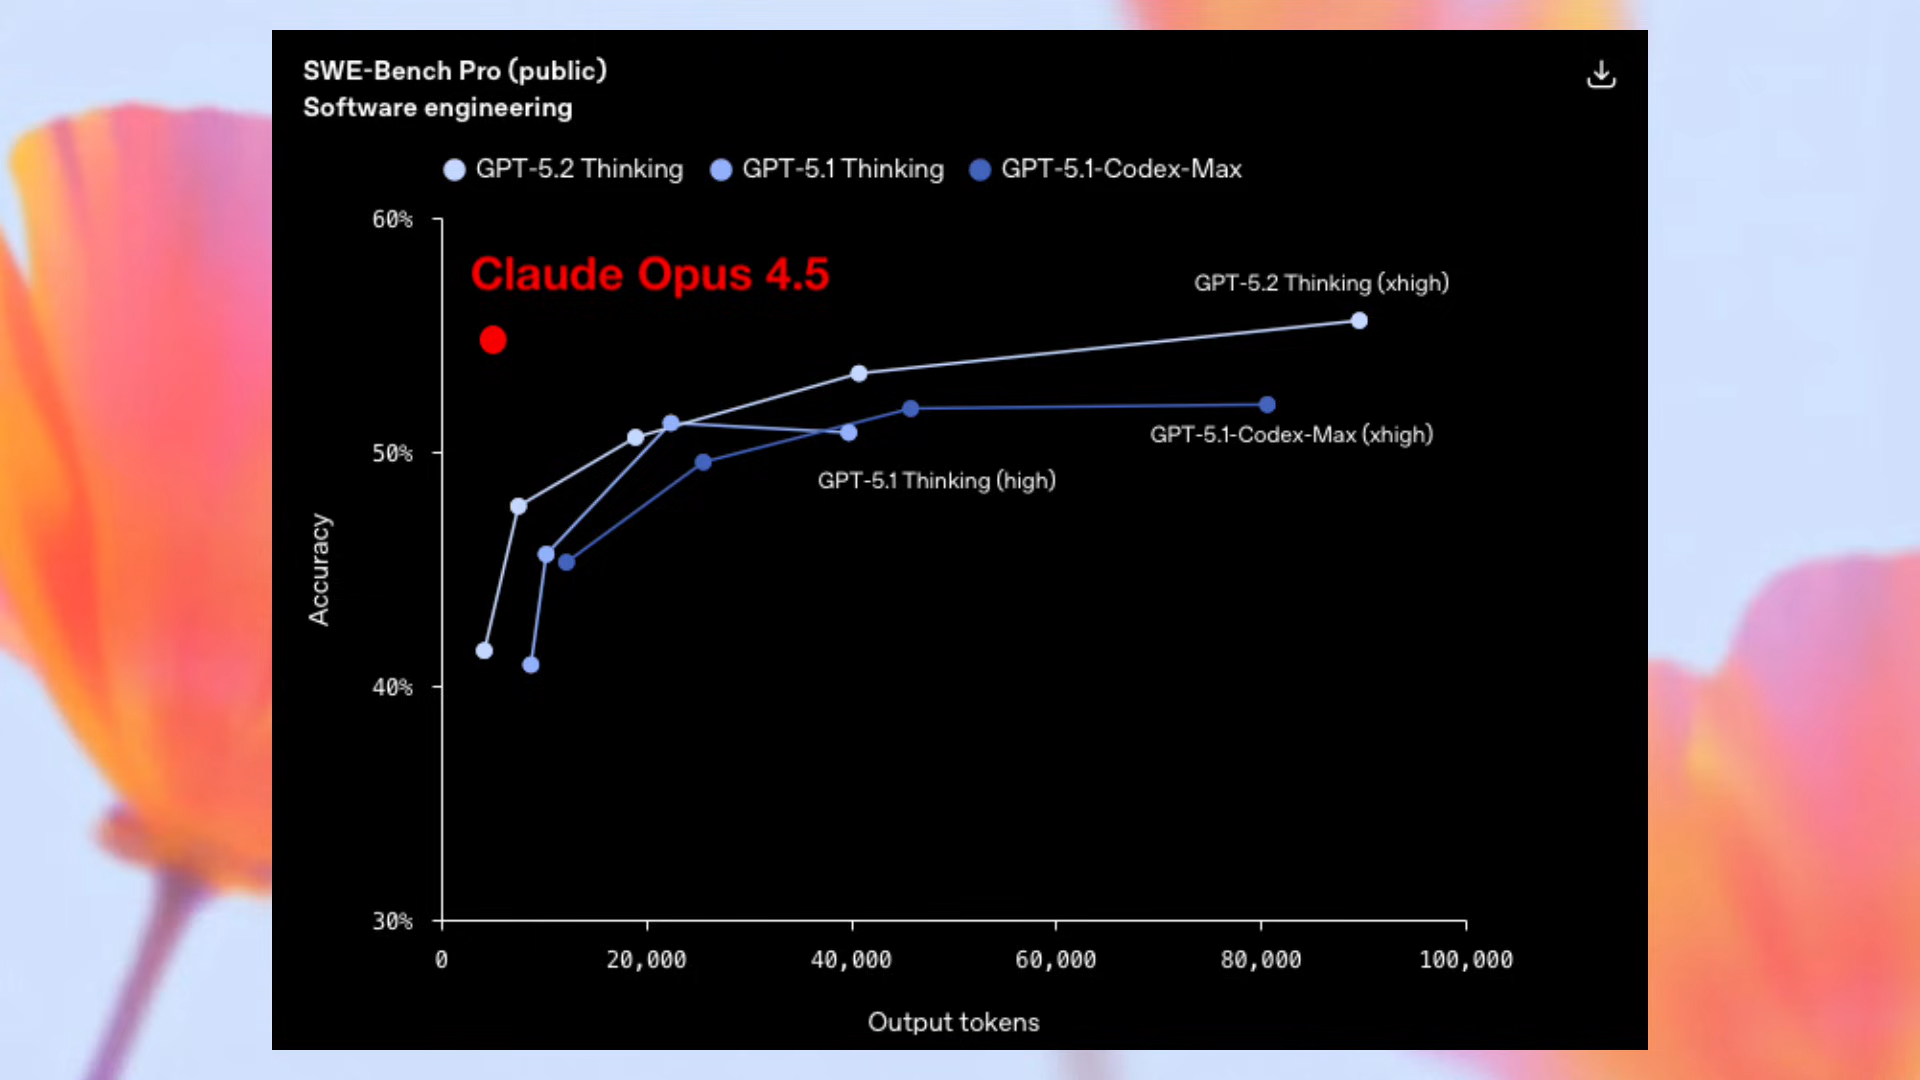 SWE-Bench Pro (public)
Software engineering
GPT-5.2 Thinking GPT-5.1 Thinking GPT-5.1-Codex-Max
60%
Claude Opus 4.5
GPT-5.2 Thinking (xhigh)
50%
GPT-5.1-Codex-Max (xhigh)
GPT-5.1 Thinking (high)
Accuracy
40%
30%
0 20,000 40,000 60,000 80,000 100,000
Output tokens